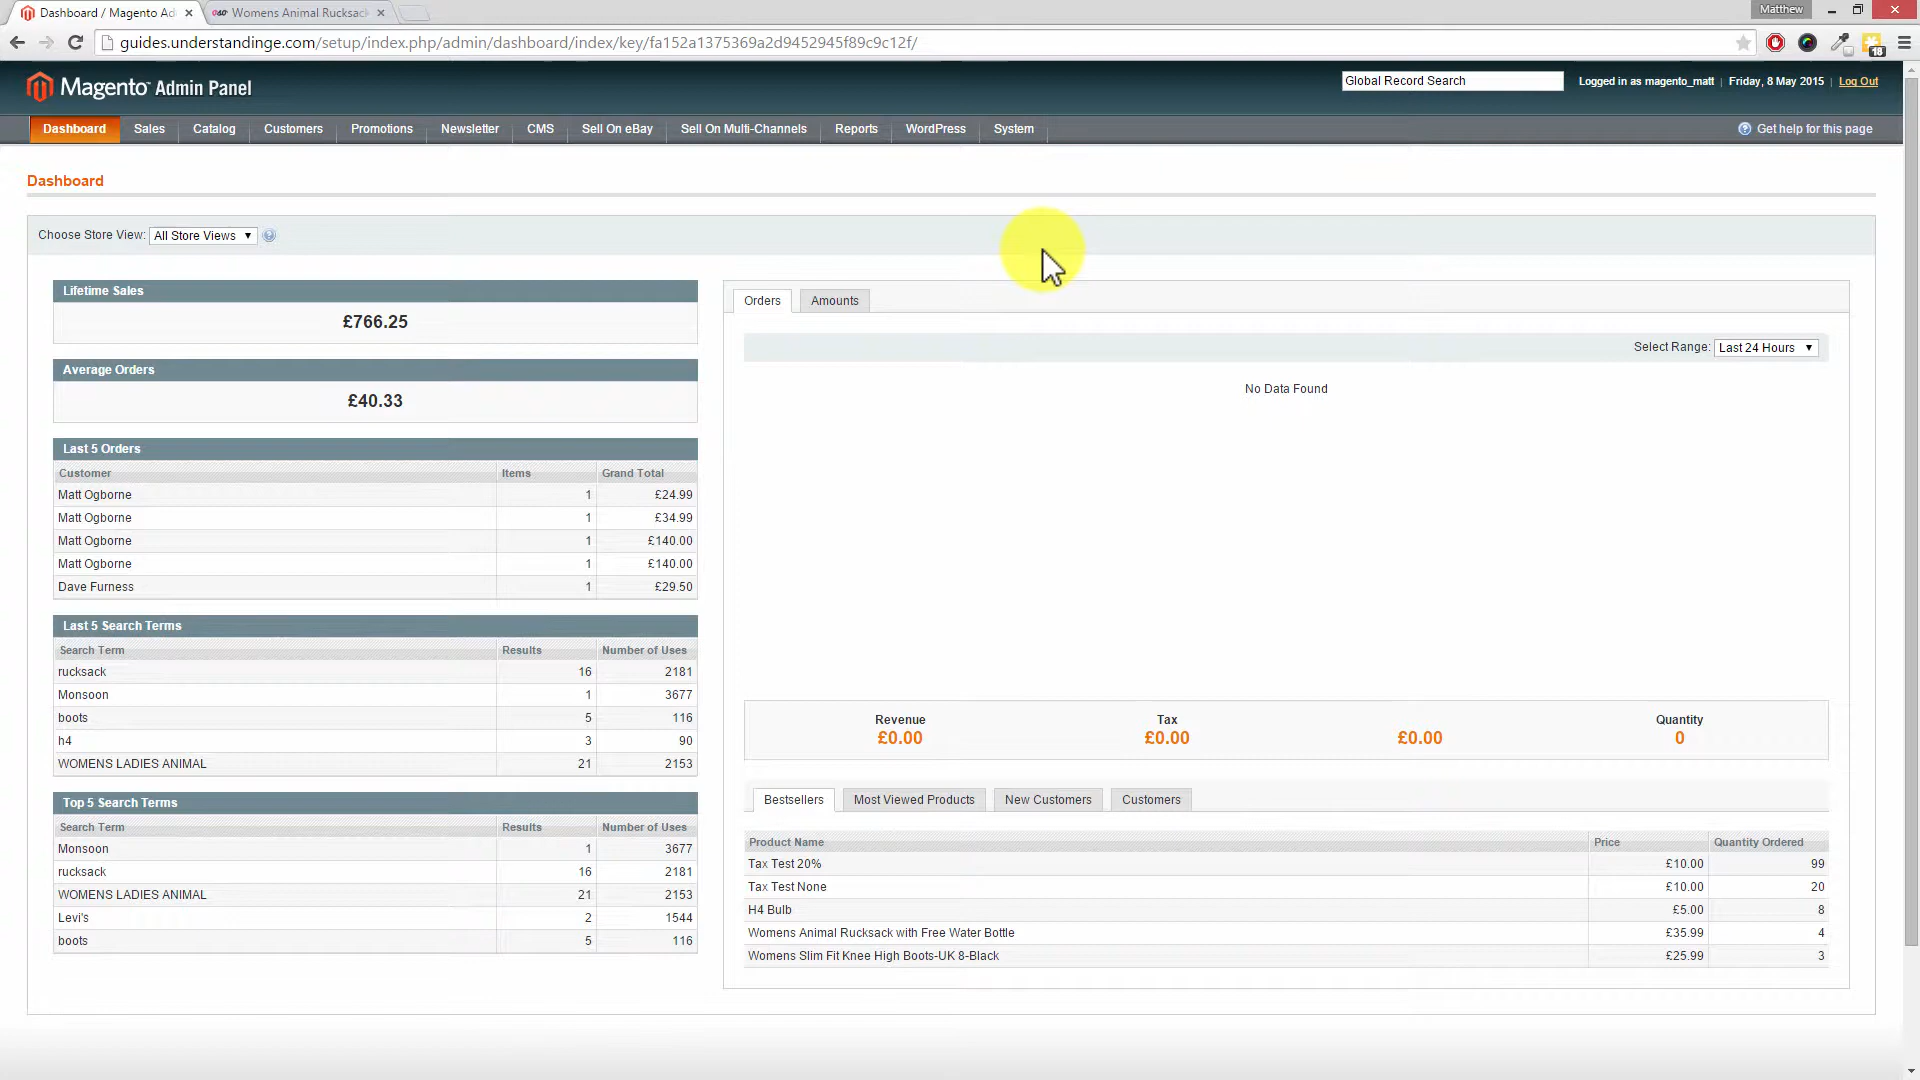 Dashboard / Magento Ad
Womens Animal Rucksack
Matthew
guides.understandinge.com/setup/index.php/admin/dashboard/index/key/fa152a1375369a2d9452945f89c9c12f/
18
Magento™ Admin Panel
Global Record Search
Logged in as magento_matt | Friday, 8 May 2015 | Log Out
Dashboard Sales Catalog Customers Promotions Newsletter CMS Sell On eBay Sell On Multi-Channels Reports WordPress System
Get help for this page
Dashboard
Choose Store View: All Store Views
Lifetime Sales
£766.25
Average Orders
£40.33
Last 5 Orders
Customer Items Grand Total
Matt Ogborne 1 £24.99
Matt Ogborne 1 £34.99
Matt Ogborne 1 £140.00
Matt Ogborne 1 £140.00
Dave Furness 1 £29.50
Last 5 Search Terms
Search Term Results Number of Uses
rucksack 16 2181
Monsoon 1 3677
boots 5 116
h4 3 90
WOMENS LADIES ANIMAL 21 2153
Top 5 Search Terms
Search Term Results Number of Uses
Monsoon 1 3677
rucksack 16 2181
WOMENS LADIES ANIMAL 21 2153
Levi's 2 1544
boots 5 116
Orders Amounts
Select Range: Last 24 Hours
No Data Found
Revenue Tax Quantity
£0.00 £0.00 £0.00 0
Bestsellers Most Viewed Products New Customers Customers
Product Name Price Quantity Ordered
Tax Test 20% £10.00 99
Tax Test None £10.00 20
H4 Bulb £5.00 8
Womens Animal Rucksack with Free Water Bottle £35.99 4
Womens Slim Fit Knee High Boots-UK 8-Black £25.99 3